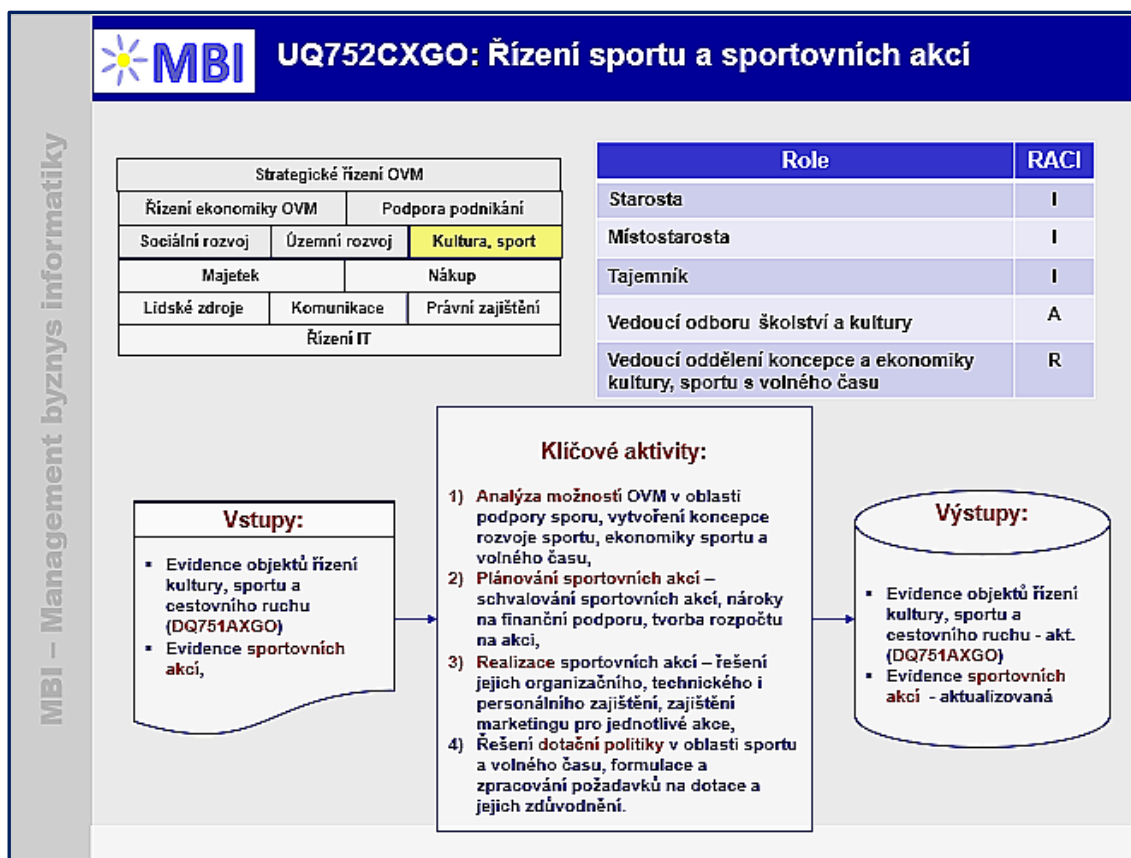 MBI – Management byznys informatiky
MBI
UQ752CXGO: Řízení sportu a sportovních akcí
Strategické řízení OVM
Řízení ekonomiky OVM
Podpora podnikání
Sociální rozvoj
Územní rozvoj
Kultura, sport
Majetek
Nákup
Lidské zdroje
Komunikace
Právní zajištění
Řízení IT
Role RACI
Starosta I
Místostarosta I
Tajemník I
Vedoucí odboru školství a kultury A
Vedoucí oddělení koncepce a ekonomiky R
kultury, sportu s volného času
Vstupy:
▪ Evidence objektů řízení
kultury, sportu a
cestovního ruchu
(DQ751AXGO)
▪ Evidence sportovních
akcí,
Klíčové aktivity:
1) Analýza možností OVM v oblasti
podpory sporu, vytvoření koncepce
rozvoje sportu, ekonomiky sportu a
volného času,
2) Plánování sportovních akcí –
schvalování sportovních akcí, nároky
na finanční podporu, tvorba rozpočtu
na akci,
3) Realizace sportovních akcí – řešení
jejich organizačního, technického i
personálního zajištění, zajištění
marketingu pro jednotlivé akce,
4) Řešení dotační politiky v oblasti sportu
a volného času, formulace a
zpracování požadavků na dotace a
jejich zdůvodnění.
Výstupy:
▪ Evidence objektů řízení
kultury, sportu a
cestovního ruchu - akt.
(DQ751AXGO)
▪ Evidence sportovních
akcí - aktualizovaná